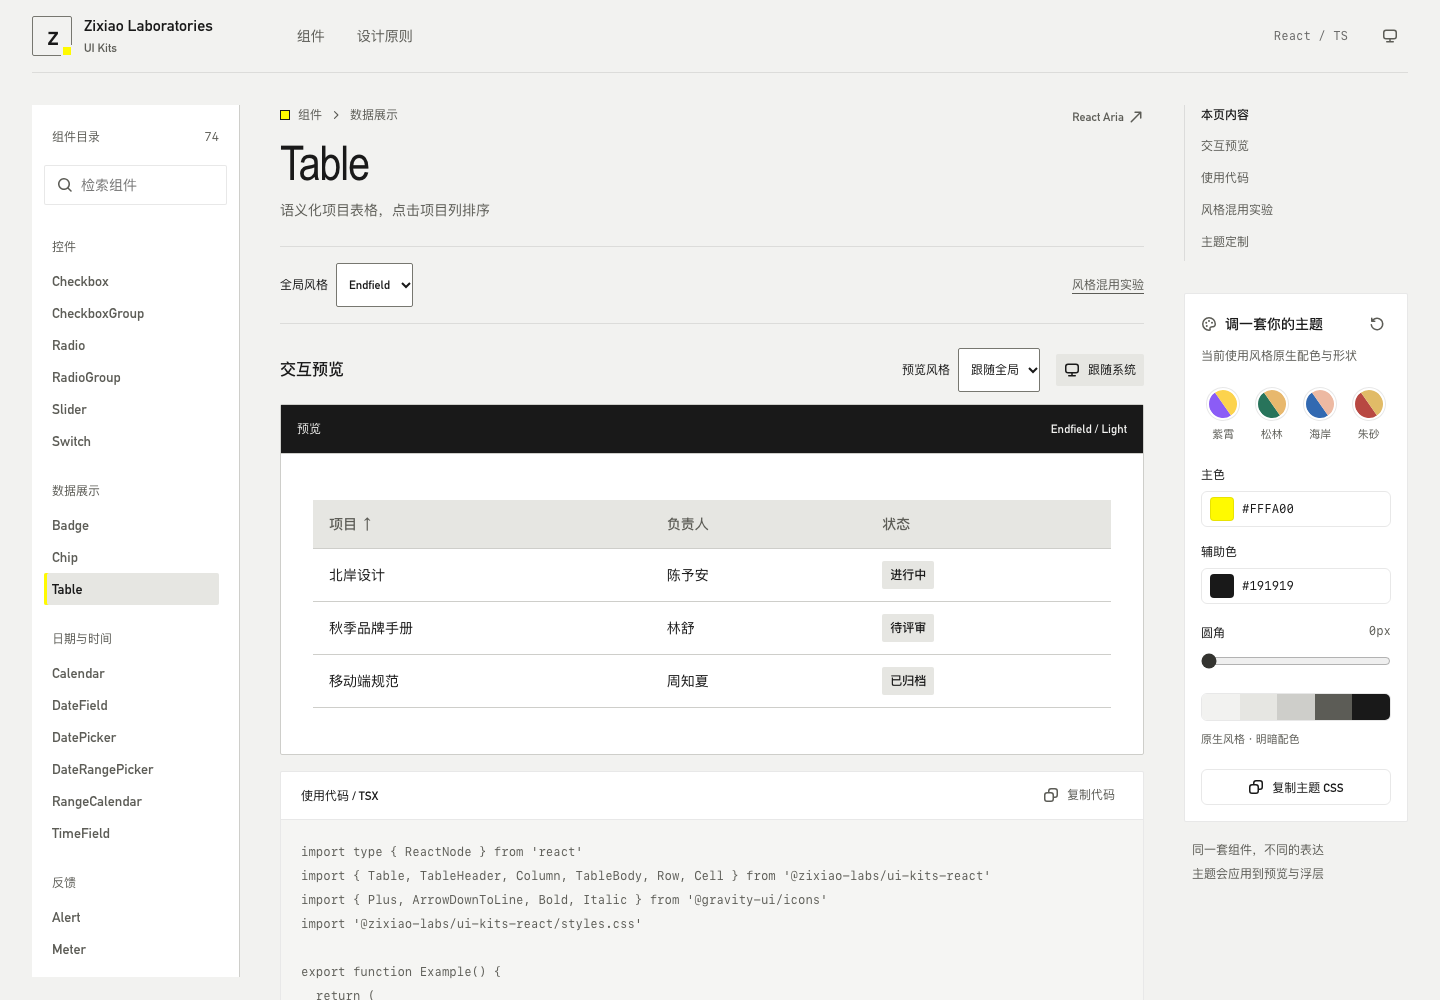 Z
Zixiao Laboratories
UI Kits
组件
设计原则
React / TS
组件目录
74
检索组件
控件
Checkbox
CheckboxGroup
Radio
RadioGroup
Slider
Switch
数据展示
Badge
Chip
Table
日期与时间
Calendar
DateField
DatePicker
DateRangePicker
RangeCalendar
TimeField
反馈
Alert
Meter
组件 > 数据展示
React Aria
Table
语义化项目表格，点击项目列排序
全局风格 Endfield
风格混用实验
交互预览
预览风格 跟随全局 跟随系统
预览
Endfield / Light
项目 ↑ 负责人 状态
北岸设计 陈予安 进行中
秋季品牌手册 林舒 待评审
移动端规范 周知夏 已归档
使用代码 / TSX
复制代码
import type { ReactNode } from 'react'
import { Table, TableHeader, Column, TableBody, Row, Cell } from '@zixiao-labs/ui-kits-react'
import { Plus, ArrowDownToLine, Bold, Italic } from '@gravity-ui/icons'
import '@zixiao-labs/ui-kits-react/styles.css'
export function Example() {
return (
本页内容
交互预览
使用代码
风格混用实验
主题定制
调一套你的主题
当前使用风格原生配色与形状
紫霄 松林 海岸 朱砂
主色
#FFFA00
辅助色
#191919
圆角 0px
原生风格 · 明暗配色
复制主题 CSS
同一套组件，不同的表达
主题会应用到预览与浮层